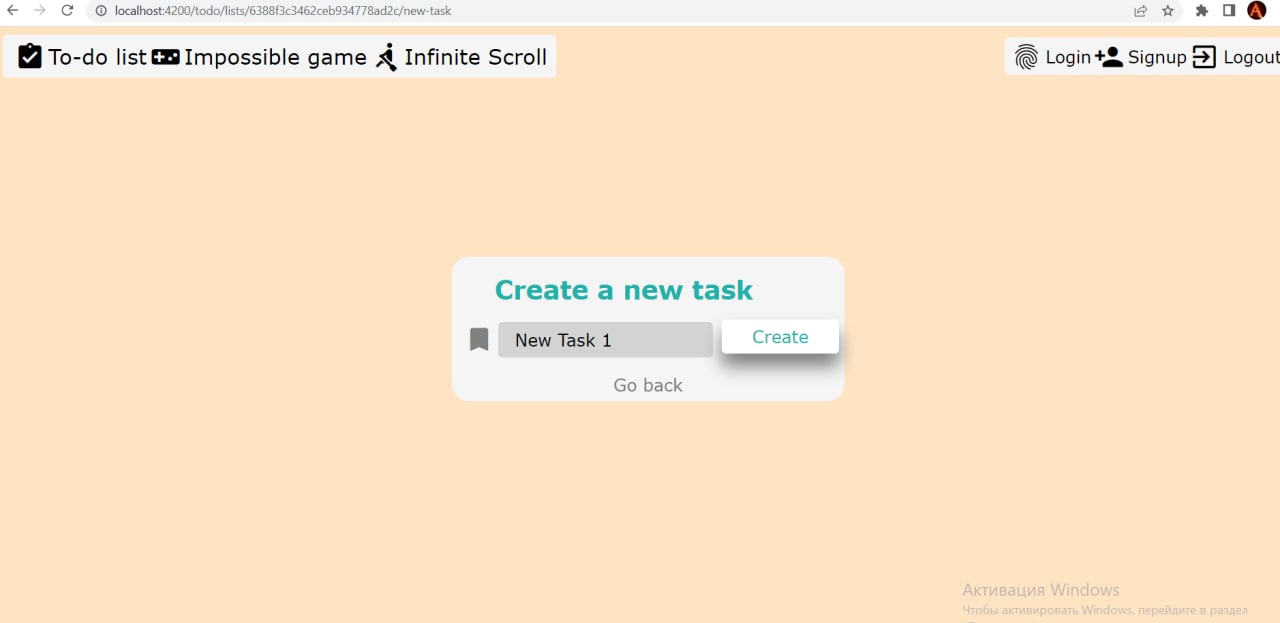 localhost:4200/todo/lists/6388f3c3462ceb934778ad2c/new-task
To-do list Impossible game Infinite Scroll Login Signup Logout
Create a new task
New Task 1 Create
Go back
Активация Windows
Чтобы активировать Windows, перейдите в раздел